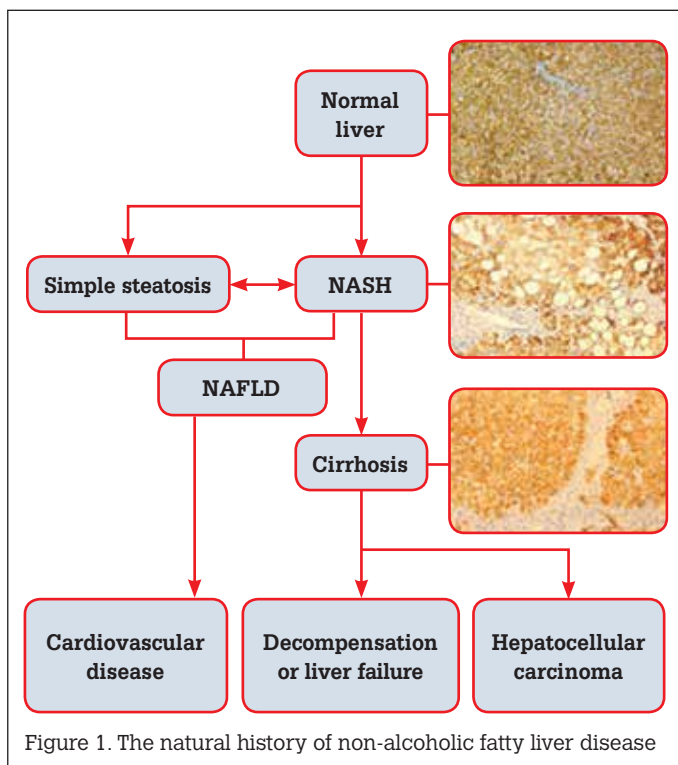 Normal
liver
Simple steatosis
NASH
NAFLD
Cirrhosis
Cardiovascular
disease
Decompensation
or liver failure
Hepatocellular
carcinoma
Figure 1. The natural history of non-alcoholic fatty liver disease